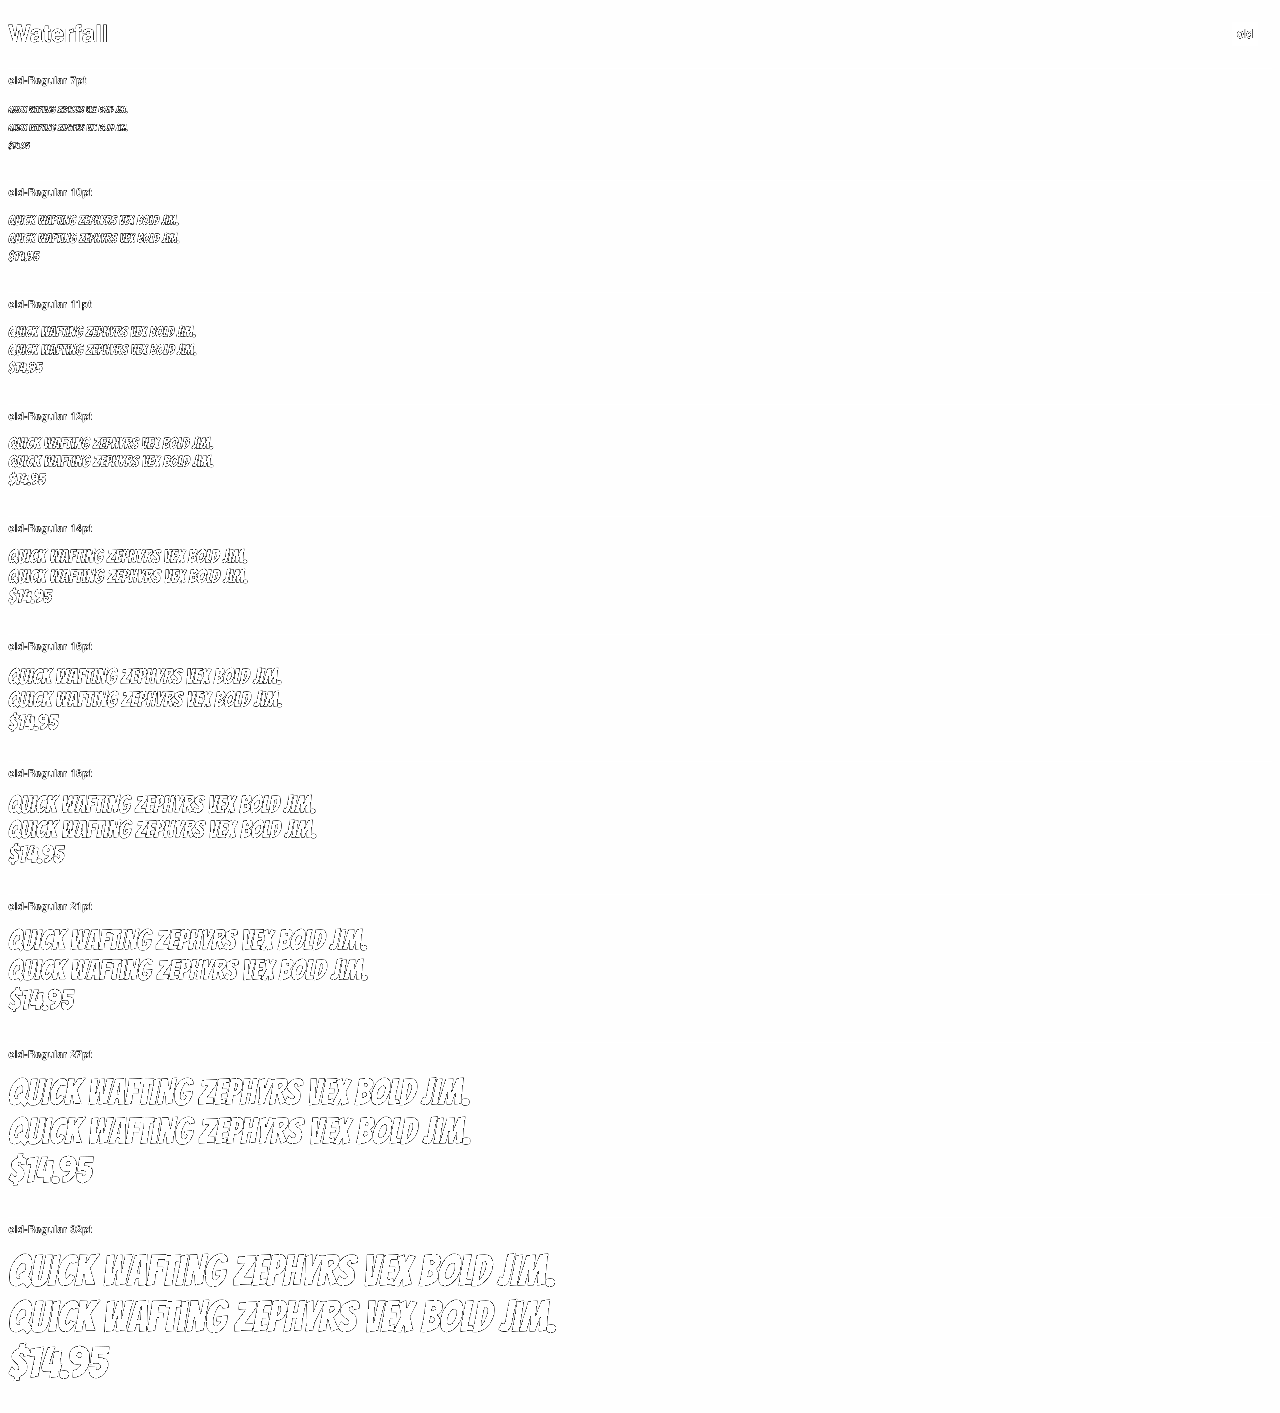 Waterfall
old
old-Regular 7pt
QUICK WAFTING ZEPHYRS VEX BOLD JIM.
QUICK WAFTING ZEPHYRS VEX BOLD JIM.
$14.95
old-Regular 10pt
QUICK WAFTING ZEPHYRS VEX BOLD JIM.
QUICK WAFTING ZEPHYRS VEX BOLD JIM.
$14.95
old-Regular 11pt
QUICK WAFTING ZEPHYRS VEX BOLD JIM.
QUICK WAFTING ZEPHYRS VEX BOLD JIM.
$14.95
old-Regular 12pt
QUICK WAFTING ZEPHYRS VEX BOLD JIM.
QUICK WAFTING ZEPHYRS VEX BOLD JIM.
$14.95
old-Regular 14pt
QUICK WAFTING ZEPHYRS VEX BOLD JIM.
QUICK WAFTING ZEPHYRS VEX BOLD JIM.
$14.95
old-Regular 16pt
QUICK WAFTING ZEPHYRS VEX BOLD JIM.
QUICK WAFTING ZEPHYRS VEX BOLD JIM.
$14.95
old-Regular 18pt
QUICK WAFTING ZEPHYRS VEX BOLD JIM.
QUICK WAFTING ZEPHYRS VEX BOLD JIM.
$14.95
old-Regular 21pt
QUICK WAFTING ZEPHYRS VEX BOLD JIM.
QUICK WAFTING ZEPHYRS VEX BOLD JIM.
$14.95
old-Regular 27pt
QUICK WAFTING ZEPHYRS VEX BOLD JIM.
QUICK WAFTING ZEPHYRS VEX BOLD JIM.
$14.95
old-Regular 32pt
QUICK WAFTING ZEPHYRS VEX BOLD JIM.
QUICK WAFTING ZEPHYRS VEX BOLD JIM.
$14.95